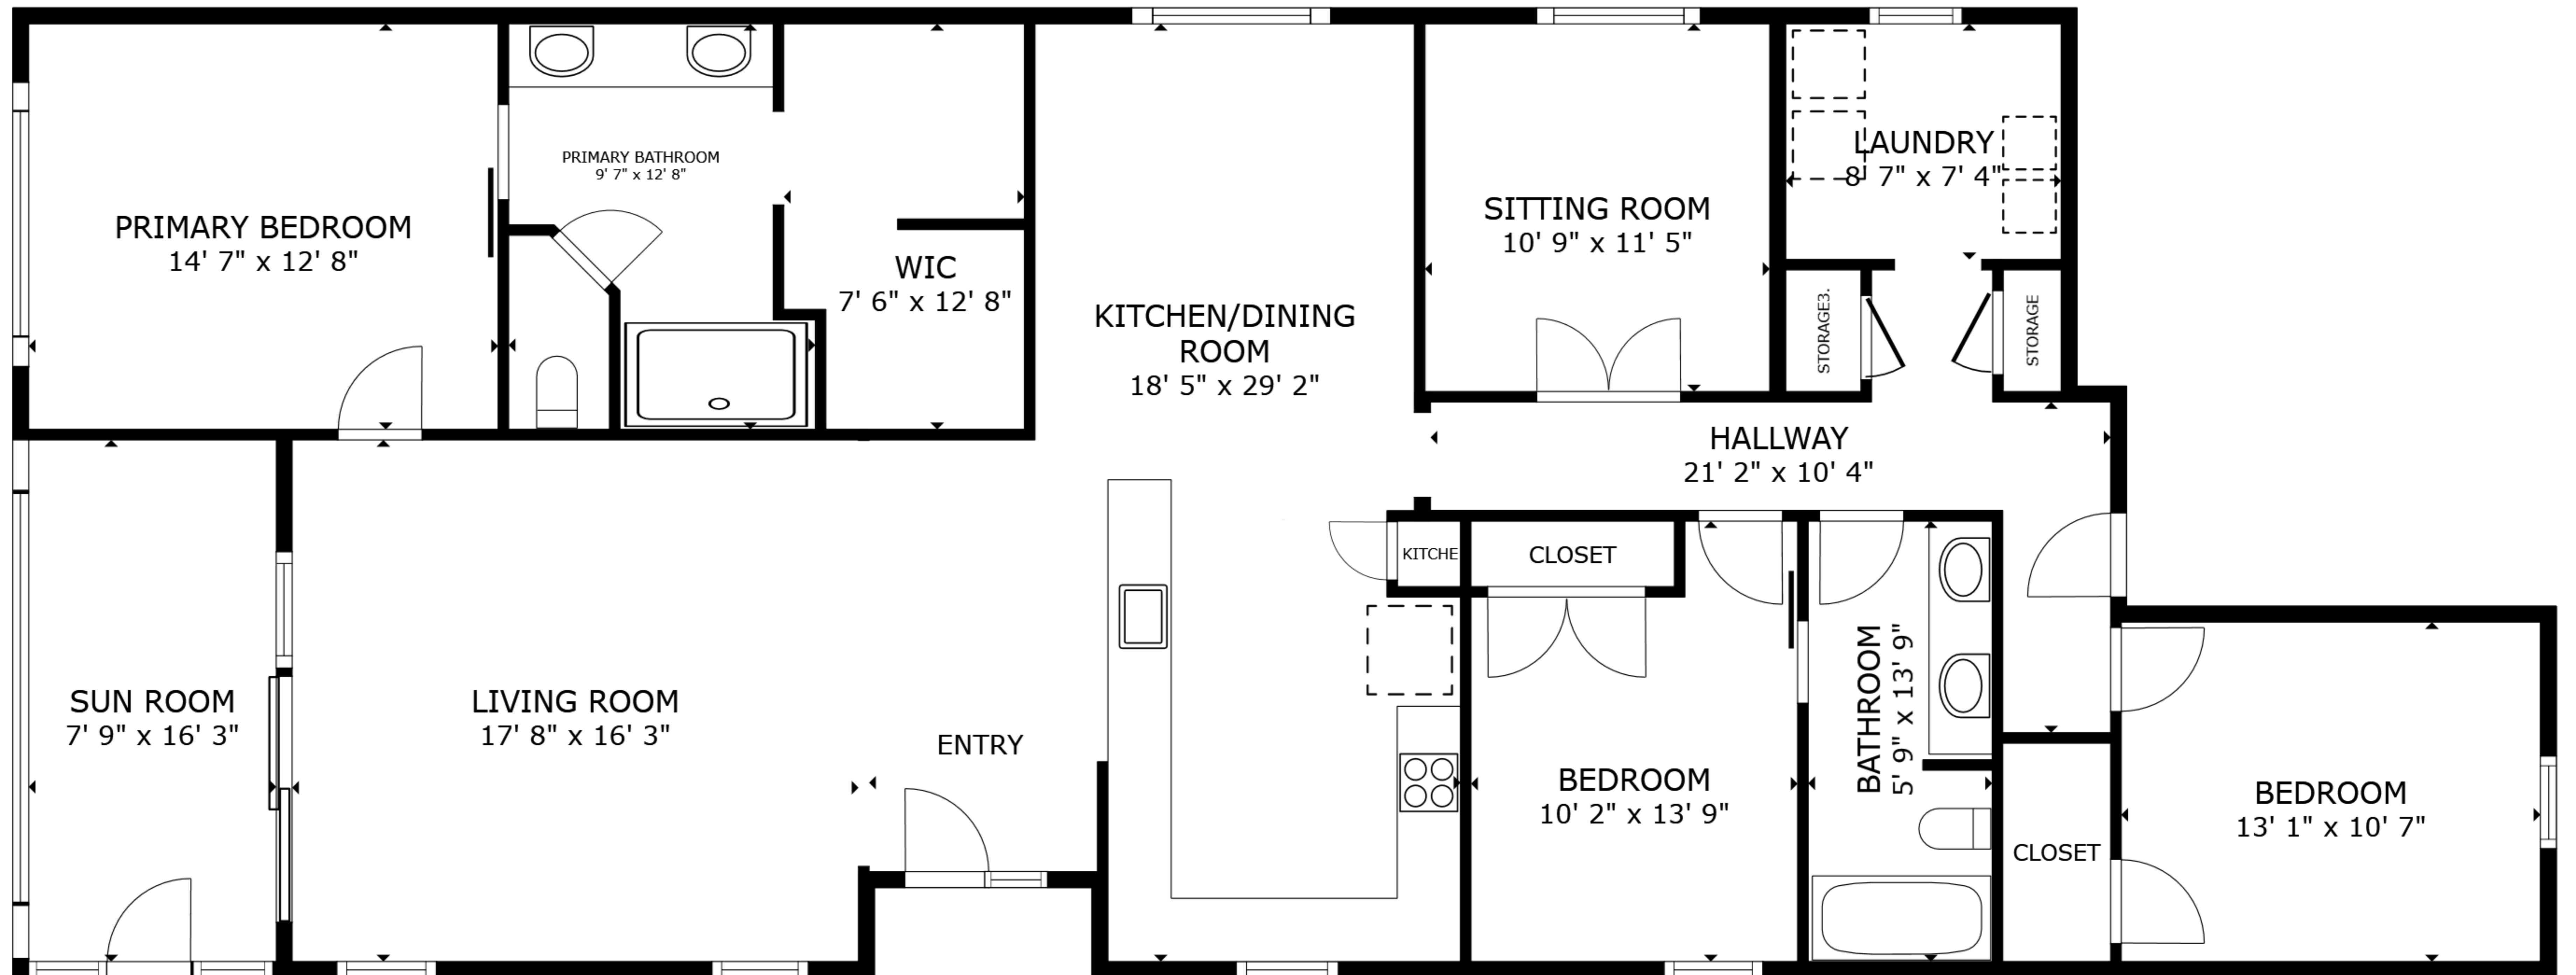 PRIMARY BEDROOM
14' 7" x 12' 8"
PRIMARY BATHROOM
9' 7" x 12' 8"
WIC
7' 6" x 12' 8"
KITCHEN/DINING
ROOM
18' 5" x 29' 2"
SITTING ROOM
10' 9" x 11' 5"
LAUNDRY
8' 7" x 7' 4"
STORAGE3.
STORAGE
HALLWAY
21' 2" x 10' 4"
KITCHE
CLOSET
SUN ROOM
7' 9" x 16' 3"
LIVING ROOM
17' 8" x 16' 3"
ENTRY
BEDROOM
10' 2" x 13' 9"
BATHROOM
5' 9" x 13' 9"
CLOSET
BEDROOM
13' 1" x 10' 7"